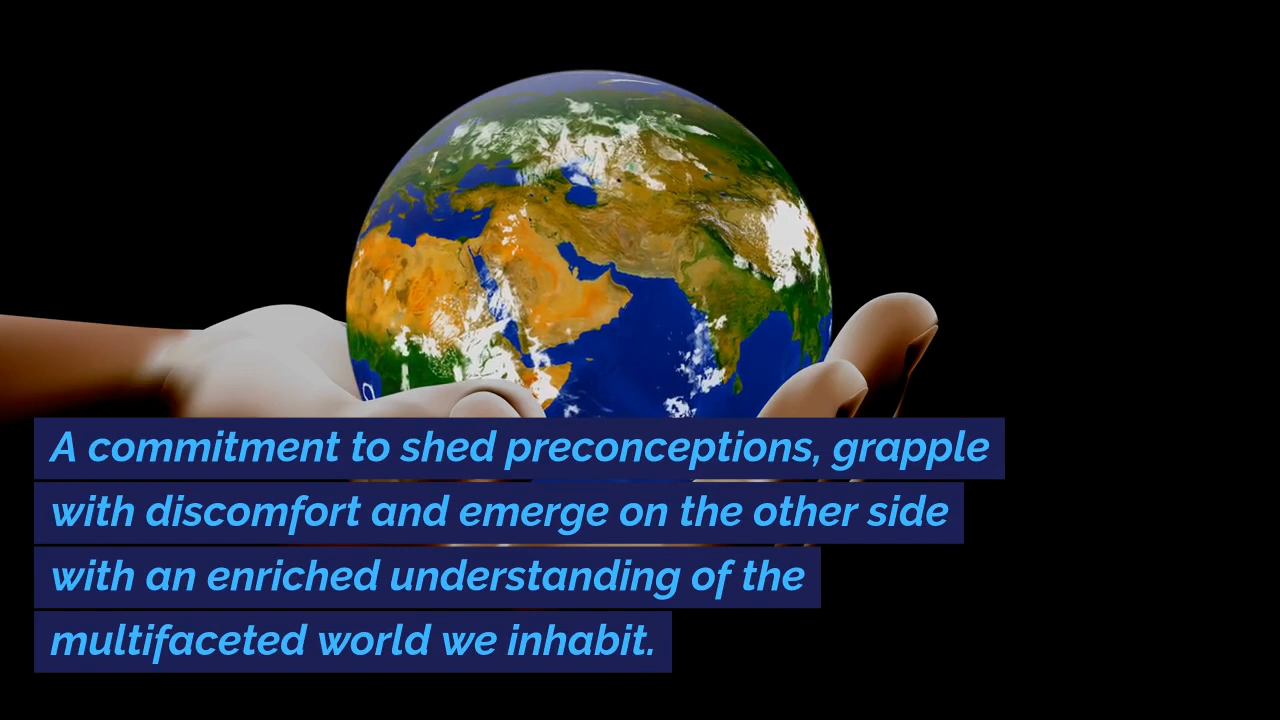 A commitment to shed preconceptions, grapple
with discomfort and emerge on the other side
with an enriched understanding of the
multifaceted world we inhabit.